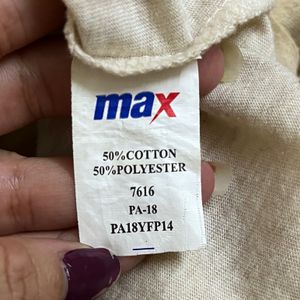 max
50%COTTON
50%POLYESTER
7616
PA-18
PA18YFP14